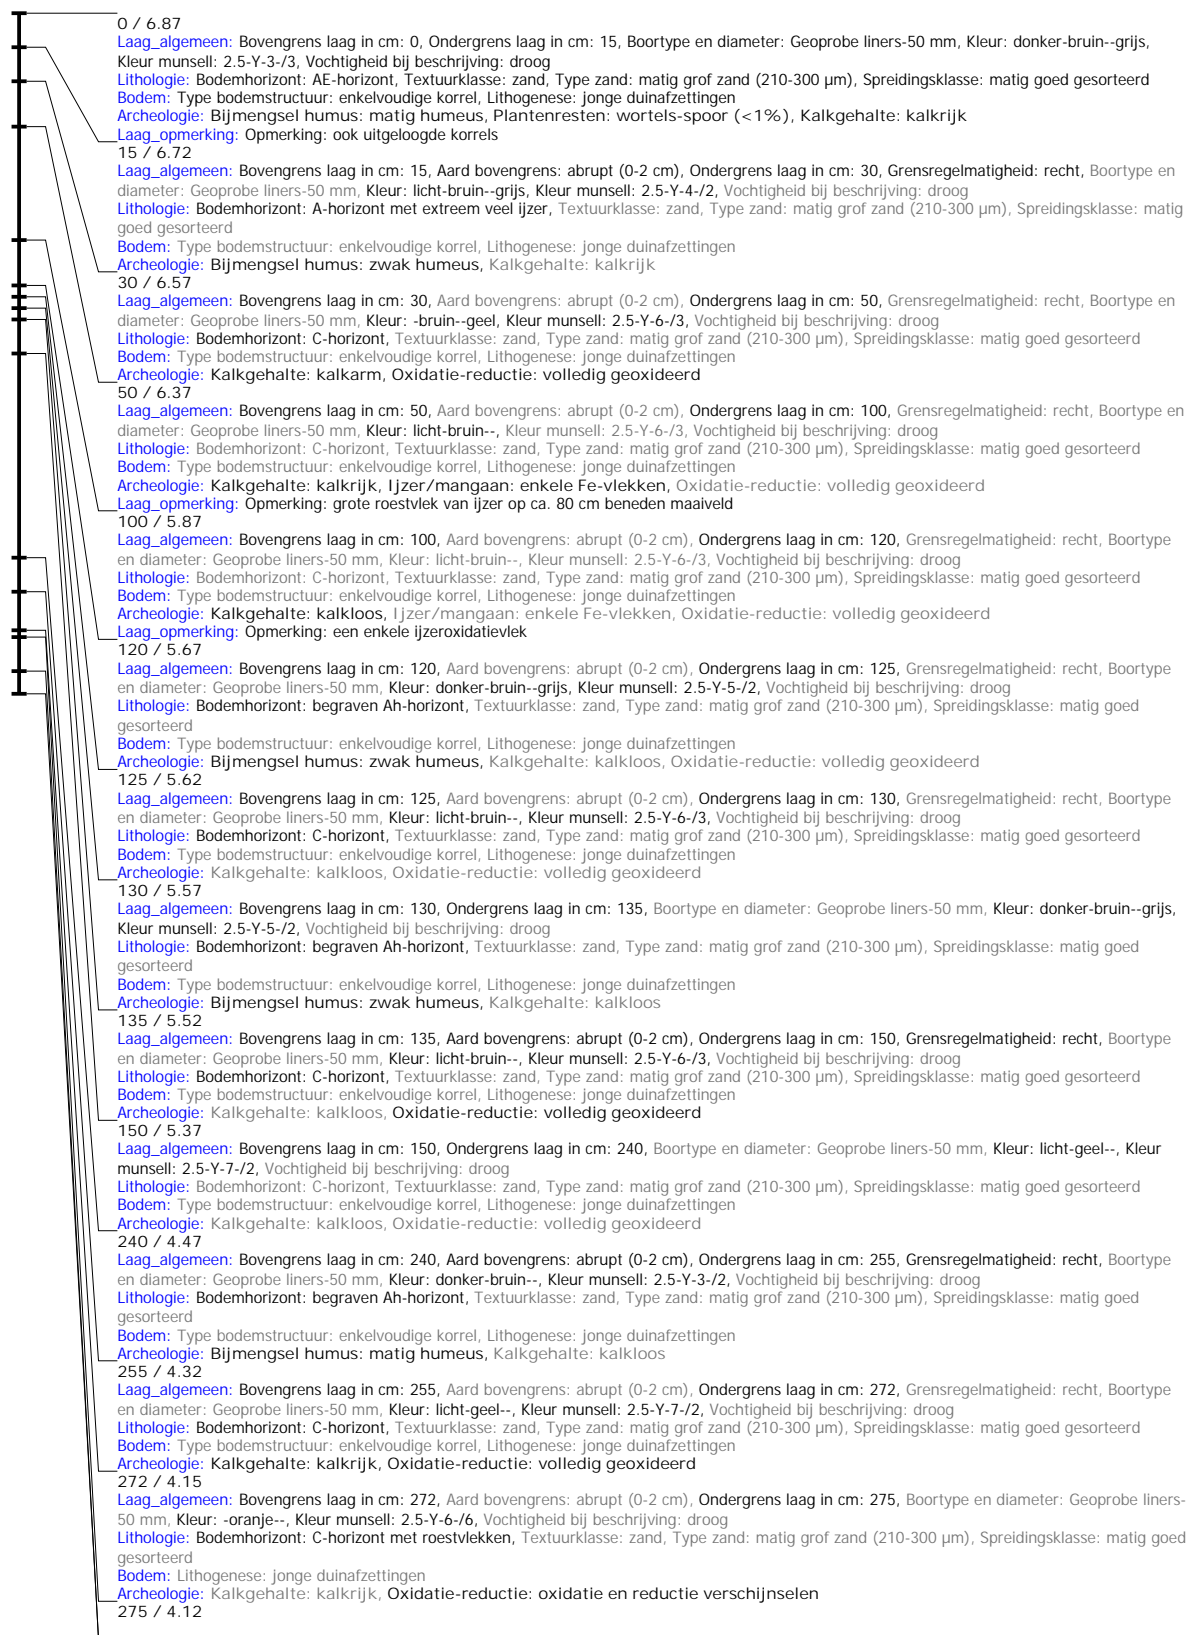 0 / 6.87
Laag_algemeen: Bovengrens laag in cm: 0, Ondergrens laag in cm: 15, Boortype en diameter: Geoprobe liners-50 mm, Kleur: donker-bruin--grijs,
Kleur munsell: 2.5-Y-3-/3, Vochtigheid bij beschrijving: droog
Lithologie: Bodemhorizont: AE-horizont, Textuurklasse: zand, Type zand: matig grof zand (210-300 µm), Spreidingsklasse: matig goed gesorteerd
Bodem: Type bodemstructuur: enkelvoudige korrel, Lithogenese: jonge duinafzettingen
Archeologie: Bijmengsel humus: matig humeus, Plantenresten: wortels-spoor (<1%), Kalkgehalte: kalkrijk
Laag_opmerking: Opmerking: ook uitgeloogde korrels
15 / 6.72
Laag_algemeen: Bovengrens laag in cm: 15, Aard bovengrens: abrupt (0-2 cm), Ondergrens laag in cm: 30, Grensregelmatigheid: recht, Boortype en
diameter: Geoprobe liners-50 mm, Kleur: licht-bruin--grijs, Kleur munsell: 2.5-Y-4-/2, Vochtigheid bij beschrijving: droog
Lithologie: Bodemhorizont: A-horizont met extreem veel ijzer, Textuurklasse: zand, Type zand: matig grof zand (210-300 µm), Spreidingsklasse: matig
goed gesorteerd
Bodem: Type bodemstructuur: enkelvoudige korrel, Lithogenese: jonge duinafzettingen
Archeologie: Bijmengsel humus: zwak humeus, Kalkgehalte: kalkrijk
30 / 6.57
Laag_algemeen: Bovengrens laag in cm: 30, Aard bovengrens: abrupt (0-2 cm), Ondergrens laag in cm: 50, Grensregelmatigheid: recht, Boortype en
diameter: Geoprobe liners-50 mm, Kleur: -bruin--geel, Kleur munsell: 2.5-Y-6-/3, Vochtigheid bij beschrijving: droog
Lithologie: Bodemhorizont: C-horizont, Textuurklasse: zand, Type zand: matig grof zand (210-300 µm), Spreidingsklasse: matig goed gesorteerd
Bodem: Type bodemstructuur: enkelvoudige korrel, Lithogenese: jonge duinafzettingen
Archeologie: Kalkgehalte: kalkarm, Oxidatie-reductie: volledig geoxideerd
50 / 6.37
Laag_algemeen: Bovengrens laag in cm: 50, Aard bovengrens: abrupt (0-2 cm), Ondergrens laag in cm: 100, Grensregelmatigheid: recht, Boortype en
diameter: Geoprobe liners-50 mm, Kleur: licht-bruin--, Kleur munsell: 2.5-Y-6-/3, Vochtigheid bij beschrijving: droog
Lithologie: Bodemhorizont: C-horizont, Textuurklasse: zand, Type zand: matig grof zand (210-300 µm), Spreidingsklasse: matig goed gesorteerd
Bodem: Type bodemstructuur: enkelvoudige korrel, Lithogenese: jonge duinafzettingen
Archeologie: Kalkgehalte: kalkrijk, Ijzer/mangaan: enkele Fe-vlekken, Oxidatie-reductie: volledig geoxideerd
Laag_opmerking: Opmerking: grote roestvlek van ijzer op ca. 80 cm beneden maaiveld
100 / 5.87
Laag_algemeen: Bovengrens laag in cm: 100, Aard bovengrens: abrupt (0-2 cm), Ondergrens laag in cm: 120, Grensregelmatigheid: recht, Boortype
en diameter: Geoprobe liners-50 mm, Kleur: licht-bruin--, Kleur munsell: 2.5-Y-6-/3, Vochtigheid bij beschrijving: droog
Lithologie: Bodemhorizont: C-horizont, Textuurklasse: zand, Type zand: matig grof zand (210-300 µm), Spreidingsklasse: matig goed gesorteerd
Bodem: Type bodemstructuur: enkelvoudige korrel, Lithogenese: jonge duinafzettingen
Archeologie: Kalkgehalte: kalkloos, Ijzer/mangaan: enkele Fe-vlekken, Oxidatie-reductie: volledig geoxideerd
Laag_opmerking: Opmerking: een enkele ijzeroxidatievlek
120 / 5.67
Laag_algemeen: Bovengrens laag in cm: 120, Aard bovengrens: abrupt (0-2 cm), Ondergrens laag in cm: 125, Grensregelmatigheid: recht, Boortype
en diameter: Geoprobe liners-50 mm, Kleur: donker-bruin--grijs, Kleur munsell: 2.5-Y-5-/2, Vochtigheid bij beschrijving: droog
Lithologie: Bodemhorizont: begraven Ah-horizont, Textuurklasse: zand, Type zand: matig grof zand (210-300 µm), Spreidingsklasse: matig goed
gesorteerd
Bodem: Type bodemstructuur: enkelvoudige korrel, Lithogenese: jonge duinafzettingen
Archeologie: Bijmengsel humus: zwak humeus, Kalkgehalte: kalkloos, Oxidatie-reductie: volledig geoxideerd
125 / 5.62
Laag_algemeen: Bovengrens laag in cm: 125, Aard bovengrens: abrupt (0-2 cm), Ondergrens laag in cm: 130, Grensregelmatigheid: recht, Boortype
en diameter: Geoprobe liners-50 mm, Kleur: licht-bruin--, Kleur munsell: 2.5-Y-6-/3, Vochtigheid bij beschrijving: droog
Lithologie: Bodemhorizont: C-horizont, Textuurklasse: zand, Type zand: matig grof zand (210-300 µm), Spreidingsklasse: matig goed gesorteerd
Bodem: Type bodemstructuur: enkelvoudige korrel, Lithogenese: jonge duinafzettingen
Archeologie: Kalkgehalte: kalkloos, Oxidatie-reductie: volledig geoxideerd
130 / 5.57
Laag_algemeen: Bovengrens laag in cm: 130, Ondergrens laag in cm: 135, Boortype en diameter: Geoprobe liners-50 mm, Kleur: donker-bruin--grijs,
Kleur munsell: 2.5-Y-5-/2, Vochtigheid bij beschrijving: droog
Lithologie: Bodemhorizont: begraven Ah-horizont, Textuurklasse: zand, Type zand: matig grof zand (210-300 µm), Spreidingsklasse: matig goed
gesorteerd
Bodem: Type bodemstructuur: enkelvoudige korrel, Lithogenese: jonge duinafzettingen
Archeologie: Bijmengsel humus: zwak humeus, Kalkgehalte: kalkloos
135 / 5.52
Laag_algemeen: Bovengrens laag in cm: 135, Aard bovengrens: abrupt (0-2 cm), Ondergrens laag in cm: 150, Grensregelmatigheid: recht, Boortype
en diameter: Geoprobe liners-50 mm, Kleur: licht-bruin--, Kleur munsell: 2.5-Y-6-/3, Vochtigheid bij beschrijving: droog
Lithologie: Bodemhorizont: C-horizont, Textuurklasse: zand, Type zand: matig grof zand (210-300 µm), Spreidingsklasse: matig goed gesorteerd
Bodem: Type bodemstructuur: enkelvoudige korrel, Lithogenese: jonge duinafzettingen
Archeologie: Kalkgehalte: kalkloos, Oxidatie-reductie: volledig geoxideerd
150 / 5.37
Laag_algemeen: Bovengrens laag in cm: 150, Ondergrens laag in cm: 240, Boortype en diameter: Geoprobe liners-50 mm, Kleur: licht-geel--, Kleur
munsell: 2.5-Y-7-/2, Vochtigheid bij beschrijving: droog
Lithologie: Bodemhorizont: C-horizont, Textuurklasse: zand, Type zand: matig grof zand (210-300 µm), Spreidingsklasse: matig goed gesorteerd
Bodem: Type bodemstructuur: enkelvoudige korrel, Lithogenese: jonge duinafzettingen
Archeologie: Kalkgehalte: kalkloos, Oxidatie-reductie: volledig geoxideerd
240 / 4.47
Laag_algemeen: Bovengrens laag in cm: 240, Aard bovengrens: abrupt (0-2 cm), Ondergrens laag in cm: 255, Grensregelmatigheid: recht, Boortype
en diameter: Geoprobe liners-50 mm, Kleur: donker-bruin--, Kleur munsell: 2.5-Y-3-/2, Vochtigheid bij beschrijving: droog
Lithologie: Bodemhorizont: begraven Ah-horizont, Textuurklasse: zand, Type zand: matig grof zand (210-300 µm), Spreidingsklasse: matig goed
gesorteerd
Bodem: Type bodemstructuur: enkelvoudige korrel, Lithogenese: jonge duinafzettingen
Archeologie: Bijmengsel humus: matig humeus, Kalkgehalte: kalkloos
255 / 4.32
Laag_algemeen: Bovengrens laag in cm: 255, Aard bovengrens: abrupt (0-2 cm), Ondergrens laag in cm: 272, Grensregelmatigheid: recht, Boortype
en diameter: Geoprobe liners-50 mm, Kleur: licht-geel--, Kleur munsell: 2.5-Y-7-/2, Vochtigheid bij beschrijving: droog
Lithologie: Bodemhorizont: C-horizont, Textuurklasse: zand, Type zand: matig grof zand (210-300 µm), Spreidingsklasse: matig goed gesorteerd
Bodem: Type bodemstructuur: enkelvoudige korrel, Lithogenese: jonge duinafzettingen
Archeologie: Kalkgehalte: kalkrijk, Oxidatie-reductie: volledig geoxideerd
272 / 4.15
Laag_algemeen: Bovengrens laag in cm: 272, Aard bovengrens: abrupt (0-2 cm), Ondergrens laag in cm: 275, Boortype en diameter: Geoprobe liners-
50 mm, Kleur: -oranje--, Kleur munsell: 2.5-Y-6-/6, Vochtigheid bij beschrijving: droog
Lithologie: Bodemhorizont: C-horizont met roestvlekken, Textuurklasse: zand, Type zand: matig grof zand (210-300 µm), Spreidingsklasse: matig goed
gesorteerd
Bodem: Lithogenese: jonge duinafzettingen
Archeologie: Kalkgehalte: kalkrijk, Oxidatie-reductie: oxidatie en reductie verschijnselen
275 / 4.12